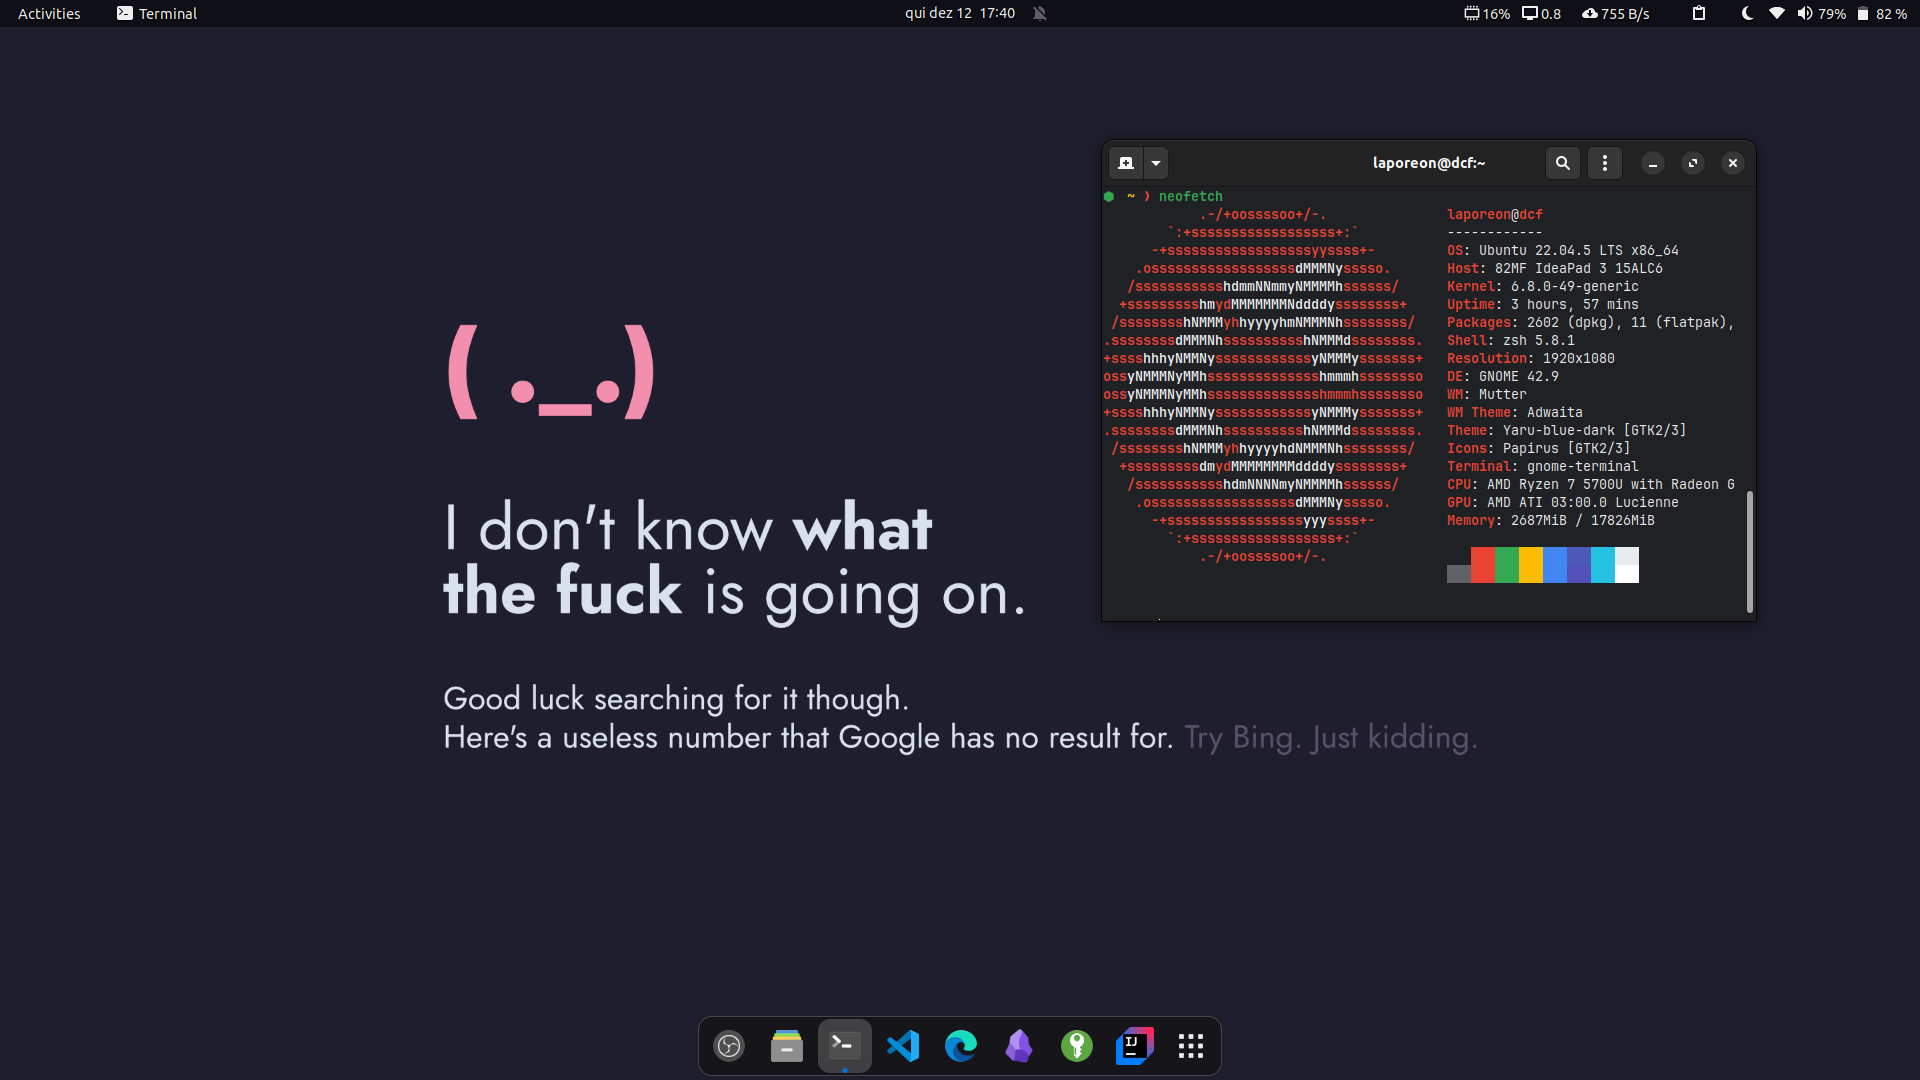 Activities
Terminal
qui dez 12 17:40
16%
0.8
755 B/s
79%
82 %
laporeon@dcf:~
~ ❯ neofetch
.-/+oossssoo+/-.
`:+ssssssssssssssssss+:`
-+ssssssssssssssssssyyssss+-
.ossssssssssssssssssdMMMNysssso.
/ssssssssssshdmmNNmmyNMMMMhssssss/
+ssssssssshmydMMMMMMMNddddyssssssss+
/sssssssshNMMMyhhyyyyhmNMMMNhssssssss/
.ssssssssdMMMNhsssssssssshNMMMdssssssss.
+sssshhhyNMMNyssssssssssssyNMMMysssssss+
ossyNMMMNyMMhsssssssssssssshmmmhssssssso
ossyNMMMNyMMhsssssssssssssshmmmhssssssso
+sssshhhyNMMNyssssssssssssyNMMMysssssss+
.ssssssssdMMMNhsssssssssshNMMMdssssssss.
/sssssssshNMMMyhhyyyyhdNMMMNhssssssss/
+sssssssssdmydMMMMMMMMddddyssssssss+
/ssssssssssshdmNNNNmyNMMMMhssssss/
.ossssssssssssssssssdMMMNysssso.
-+sssssssssssssssssyyyssss+-
`:+ssssssssssssssssss+:`
.-/+oossssoo+/-.
laporeon@dcf
------------
OS: Ubuntu 22.04.5 LTS x86_64
Host: 82MF IdeaPad 3 15ALC6
Kernel: 6.8.0-49-generic
Uptime: 3 hours, 57 mins
Packages: 2602 (dpkg), 11 (flatpak),
Shell: zsh 5.8.1
Resolution: 1920x1080
DE: GNOME 42.9
WM: Mutter
WM Theme: Adwaita
Theme: Yaru-blue-dark [GTK2/3]
Icons: Papirus [GTK2/3]
Terminal: gnome-terminal
CPU: AMD Ryzen 7 5700U with Radeon G
GPU: AMD ATI 03:00.0 Lucienne
Memory: 2687MiB / 17826MiB
( ._.)
I don't know what
the fuck is going on.
Good luck searching for it though.
Here's a useless number that Google has no result for. Try Bing. Just kidding.
IJ